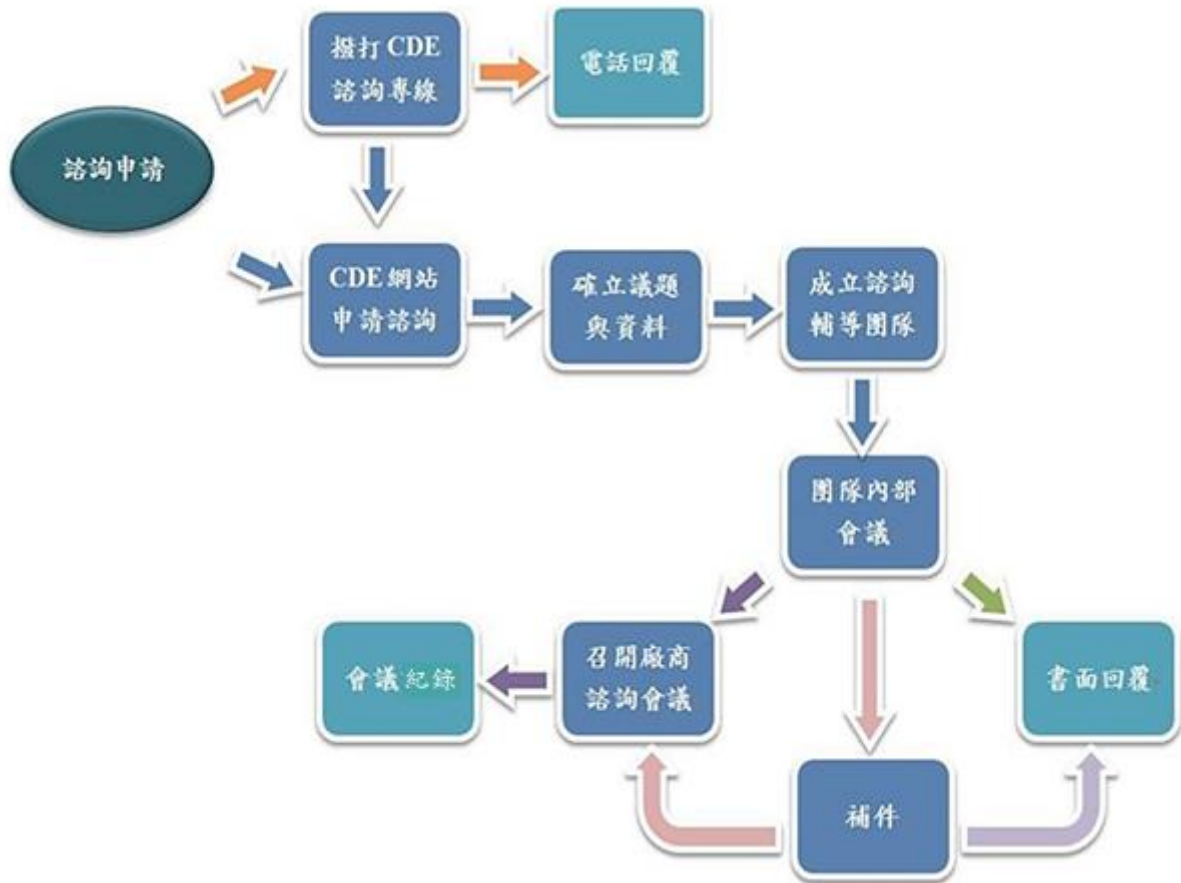 撥打 CDE
諮詢專線
電話回覆
諮詢申請
CDE 網站
申請諮詢
確立議題
與資料
成立諮詢
輔導團隊
團隊內部
會議
會議紀錄
召開廠商
諮詢會議
書面回覆
補件